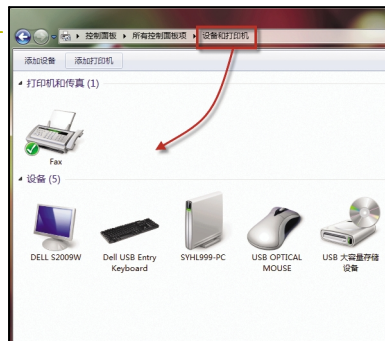 控制面板 ▸ 所有控制面板项 ▸ 设备和打印机
添加设备 添加打印机
打印机和传真 (1)
Fax
设备 (5)
DELL S2009W
Dell USB Entry
Keyboard
SYHL999-PC
USB OPTICAL
MOUSE
USB 大容量存储
设备